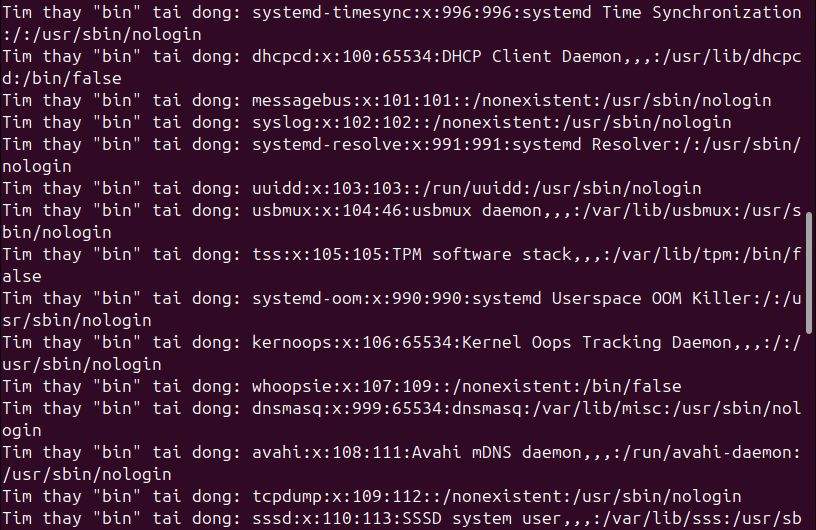 Tim thay "bin" tai dong: systemd-timesync:x:996:996:systemd Time Synchronization
:/:/usr/sbin/nologin
Tim thay "bin" tai dong: dhcpcd:x:100:65534:DHCP Client Daemon,,,:/usr/lib/dhcpc
d:/bin/false
Tim thay "bin" tai dong: messagebus:x:101:101::/nonexistent:/usr/sbin/nologin
Tim thay "bin" tai dong: syslog:x:102:102::/nonexistent:/usr/sbin/nologin
Tim thay "bin" tai dong: systemd-resolve:x:991:991:systemd Resolver:/:/usr/sbin/
nologin
Tim thay "bin" tai dong: uuidd:x:103:103::/run/uuidd:/usr/sbin/nologin
Tim thay "bin" tai dong: usbmux:x:104:46:usbmux daemon,,,:/var/lib/usbmux:/usr/s
bin/nologin
Tim thay "bin" tai dong: tss:x:105:105:TPM software stack,,,:/var/lib/tpm:/bin/f
alse
Tim thay "bin" tai dong: systemd-oom:x:990:990:systemd Userspace OOM Killer:/:/u
sr/sbin/nologin
Tim thay "bin" tai dong: kernoops:x:106:65534:Kernel Oops Tracking Daemon,,,:/:/
usr/sbin/nologin
Tim thay "bin" tai dong: whoopsie:x:107:109::/nonexistent:/bin/false
Tim thay "bin" tai dong: dnsmasq:x:999:65534:dnsmasq:/var/lib/misc:/usr/sbin/nol
ogin
Tim thay "bin" tai dong: avahi:x:108:111:Avahi mDNS daemon,,,:/run/avahi-daemon:
/usr/sbin/nologin
Tim thay "bin" tai dong: tcpdump:x:109:112::/nonexistent:/usr/sbin/nologin
Tim thay "bin" tai dong: sssd:x:110:113:SSSD system user,,,:/var/lib/sss:/usr/sb